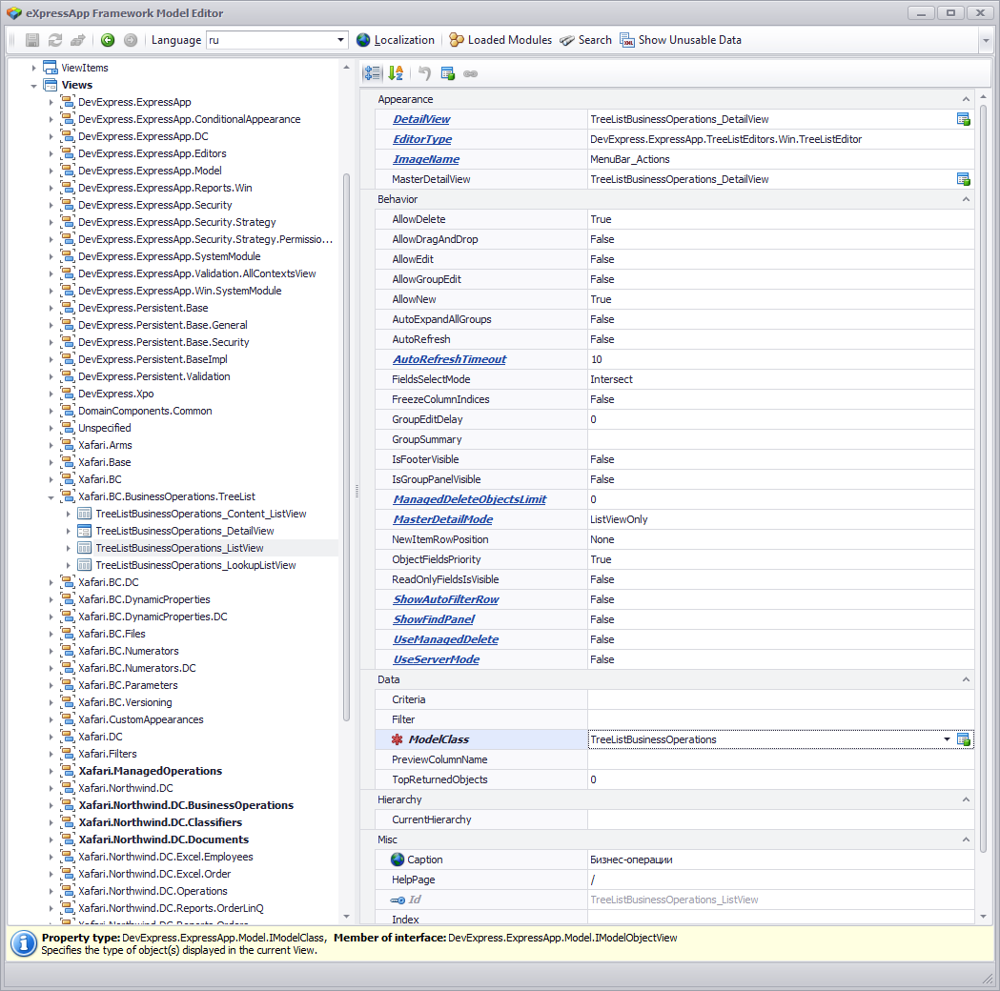 eXpressApp Framework Model Editor
Language ru Localization Loaded Modules Search Show Unusable Data
ViewItems
Views
DevExpress.ExpressApp
DevExpress.ExpressApp.ConditionalAppearance
DevExpress.ExpressApp.DC
DevExpress.ExpressApp.Editors
DevExpress.ExpressApp.Model
DevExpress.ExpressApp.Reports.Win
DevExpress.ExpressApp.Security
DevExpress.ExpressApp.Security.Strategy
DevExpress.ExpressApp.Security.Strategy.Permissio...
DevExpress.ExpressApp.SystemModule
DevExpress.ExpressApp.Validation.AllContextsView
DevExpress.ExpressApp.Win.SystemModule
DevExpress.Persistent.Base
DevExpress.Persistent.Base.General
DevExpress.Persistent.Base.Security
DevExpress.Persistent.BaseImpl
DevExpress.Persistent.Validation
DevExpress.Xpo
DomainComponents.Common
Unspecified
Xafari.Arms
Xafari.Base
Xafari.BC
Xafari.BC.BusinessOperations.TreeList
TreeListBusinessOperations_Content_ListView
TreeListBusinessOperations_DetailView
TreeListBusinessOperations_ListView
TreeListBusinessOperations_LookupListView
Xafari.BC.DC
Xafari.BC.DynamicProperties
Xafari.BC.DynamicProperties.DC
Xafari.BC.Files
Xafari.BC.Numerators
Xafari.BC.Numerators.DC
Xafari.BC.Parameters
Xafari.BC.Versioning
Xafari.CustomAppearances
Xafari.DC
Xafari.Filters
Xafari.ManagedOperations
Xafari.Northwind.DC
Xafari.Northwind.DC.BusinessOperations
Xafari.Northwind.DC.Classifiers
Xafari.Northwind.DC.Documents
Xafari.Northwind.DC.Excel.Employees
Xafari.Northwind.DC.Excel.Order
Xafari.Northwind.DC.Operations
Xafari.Northwind.DC.Reports.OrderLinQ
Xafari.Northwind.DC.Reports.Orders
Appearance
DetailView TreeListBusinessOperations_DetailView
EditorType DevExpress.ExpressApp.TreeListEditors.Win.TreeListEditor
ImageName MenuBar_Actions
MasterDetailView TreeListBusinessOperations_DetailView
Behavior
AllowDelete True
AllowDragAndDrop False
AllowEdit False
AllowGroupEdit False
AllowNew True
AutoExpandAllGroups False
AutoRefresh False
AutoRefreshTimeout 10
FieldsSelectMode Intersect
FreezeColumnIndices False
GroupEditDelay 0
GroupSummary
IsFooterVisible False
IsGroupPanelVisible False
ManagedDeleteObjectsLimit 0
MasterDetailMode ListViewOnly
NewItemRowPosition None
ObjectFieldsPriority True
ReadOnlyFieldsIsVisible False
ShowAutoFilterRow False
ShowFindPanel False
UseManagedDelete False
UseServerMode False
Data
Criteria
Filter
ModelClass TreeListBusinessOperations
PreviewColumnName
TopReturnedObjects 0
Hierarchy
CurrentHierarchy
Misc
Caption Бизнес-операции
HelpPage /
Id TreeListBusinessOperations_ListView
Index
Property type: DevExpress.ExpressApp.Model.IModelClass, Member of interface: DevExpress.ExpressApp.Model.IModelObjectView
Specifies the type of object(s) displayed in the current View.